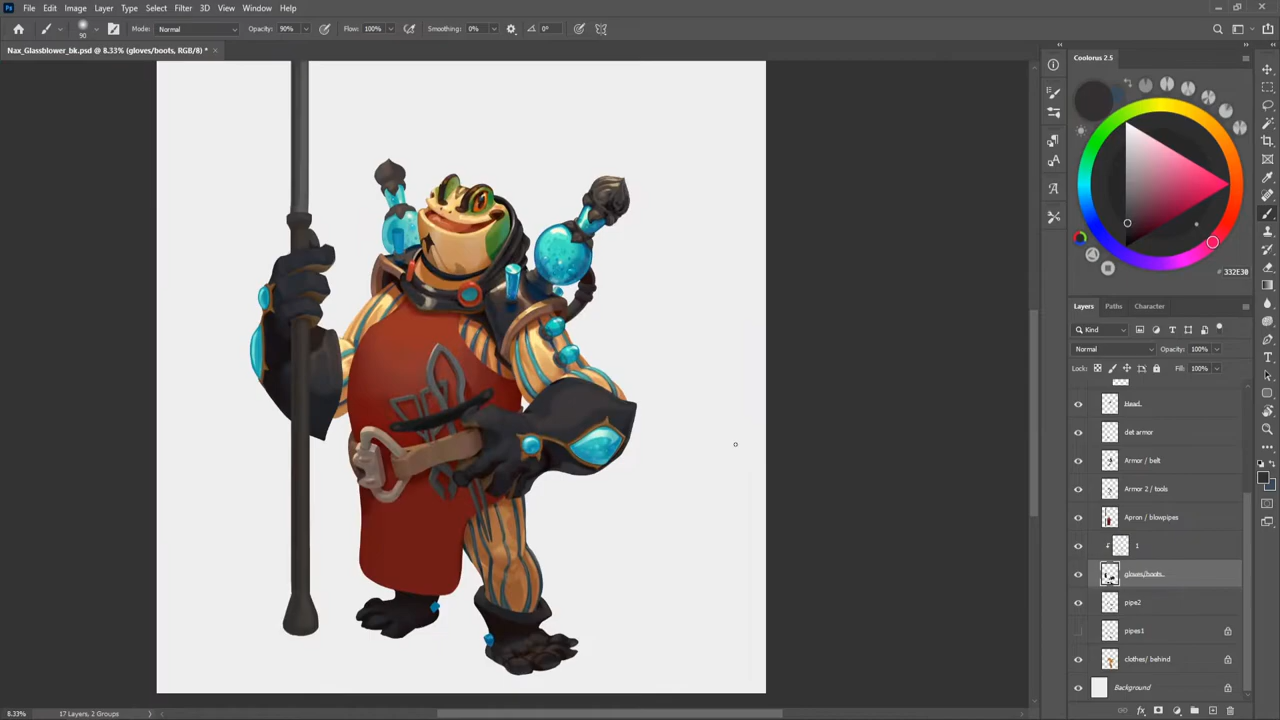 Ps File Edit Image Layer Type Select Filter 3D View Window Help
90 Mode: Normal Opacity: 90% Flow: 100% Smoothing: 0% 0°
Nax_Glassblower_bk.psd @ 8.33% (gloves/boots, RGB/8) * ×
Coolorus 2.5
332E30
Layers Paths Character
Kind
Normal Opacity: 100%
Lock: Fill: 100%
Head
det armor
Armor / belt
Armor 2 / tools
Apron / blowpipes
1
gloves/boots
pipe2
pipes1
clothes/ behind
Background
8.33% 17 Layers, 2 Groups